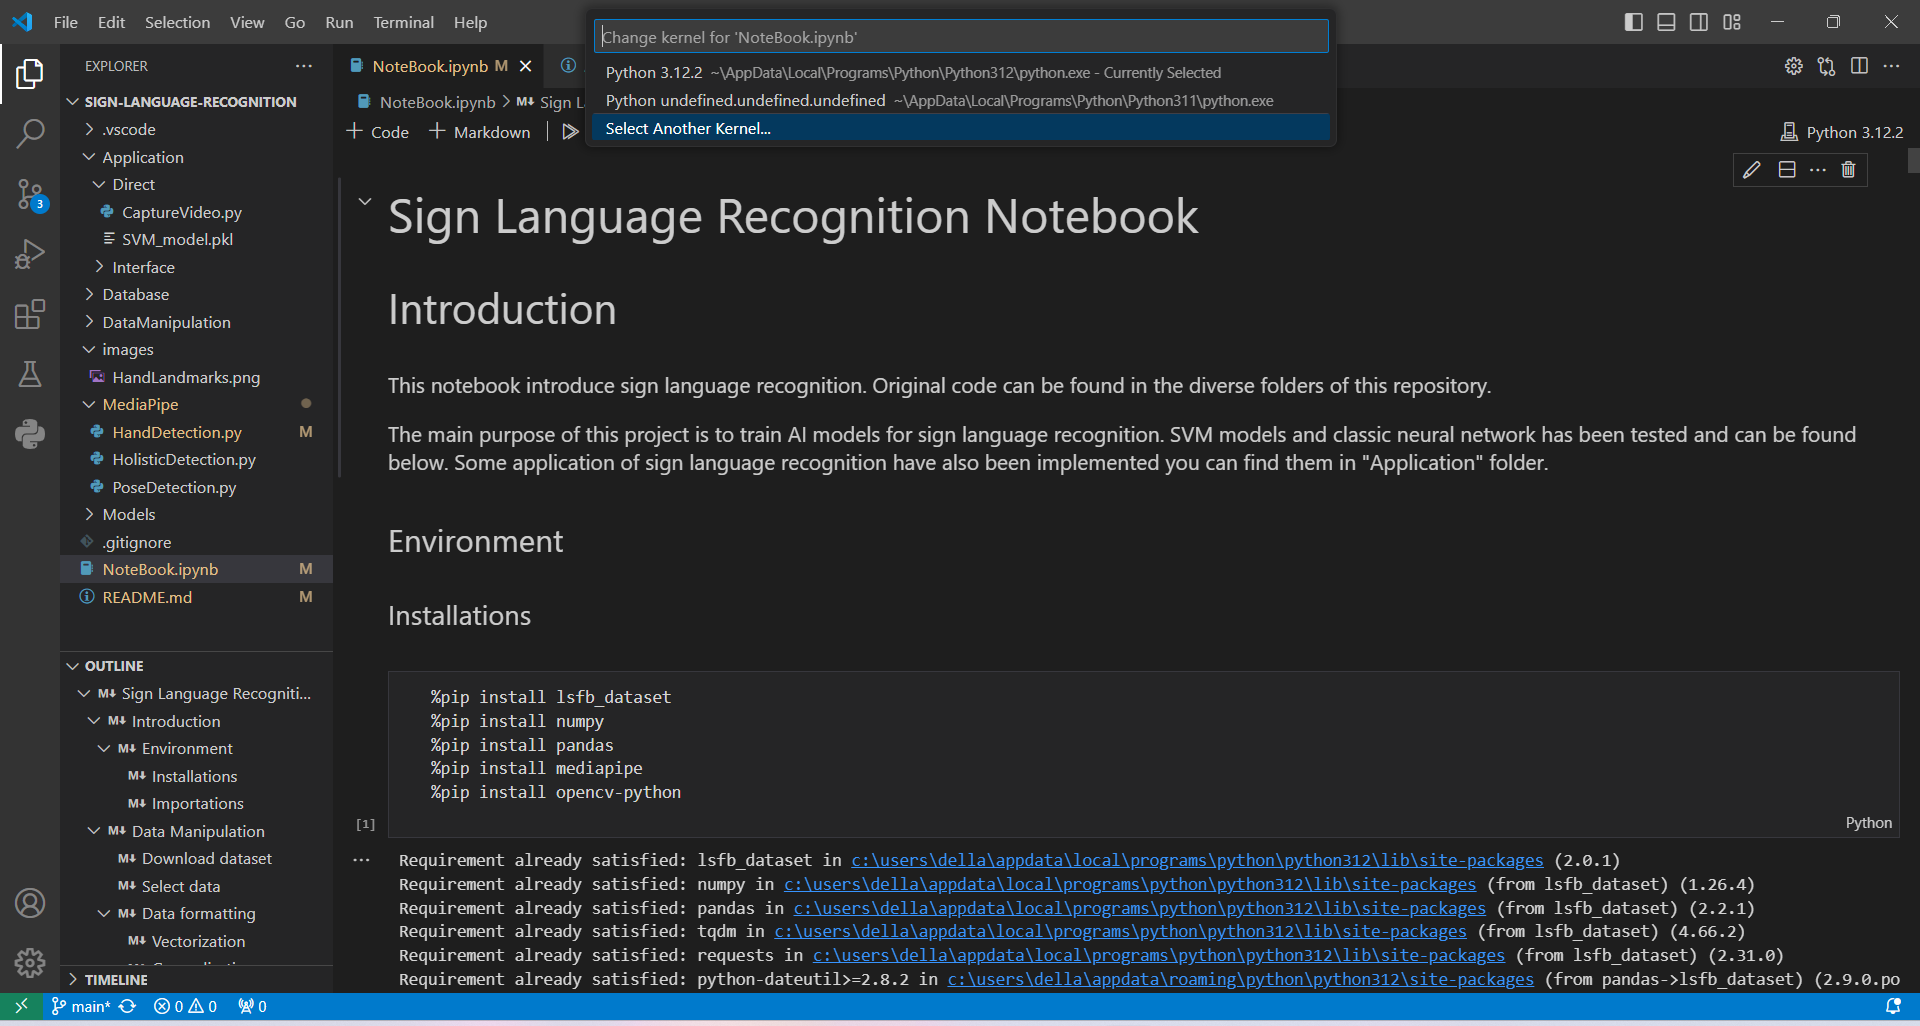 File Edit Selection View Go Run Terminal Help
Change kernel for 'NoteBook.ipynb'
Python 3.12.2 ~\AppData\Local\Programs\Python\Python312\python.exe - Currently Selected
Python undefined.undefined.undefined ~\AppData\Local\Programs\Python\Python311\python.exe
Select Another Kernel...
EXPLORER
SIGN-LANGUAGE-RECOGNITION
.vscode
Application
Direct
CaptureVideo.py
SVM_model.pkl
Interface
Database
DataManipulation
images
HandLandmarks.png
MediaPipe
HandDetection.py M
HolisticDetection.py
PoseDetection.py
Models
.gitignore
NoteBook.ipynb M
README.md M
OUTLINE
M↓ Sign Language Recogniti...
M↓ Introduction
M↓ Environment
M↓ Installations
M↓ Importations
M↓ Data Manipulation
M↓ Download dataset
M↓ Select data
M↓ Data formatting
M↓ Vectorization
TIMELINE
3
NoteBook.ipynb M
NoteBook.ipynb > M↓ Sign L
+ Code + Markdown
Python 3.12.2
Sign Language Recognition Notebook
Introduction
This notebook introduce sign language recognition. Original code can be found in the diverse folders of this repository.
The main purpose of this project is to train AI models for sign language recognition. SVM models and classic neural network has been tested and can be found
below. Some application of sign language recognition have also been implemented you can find them in "Application" folder.
Environment
Installations
%pip install lsfb_dataset
%pip install numpy
%pip install pandas
%pip install mediapipe
%pip install opencv-python
[1]
Python
Requirement already satisfied: lsfb_dataset in c:\users\della\appdata\local\programs\python\python312\lib\site-packages (2.0.1)
Requirement already satisfied: numpy in c:\users\della\appdata\local\programs\python\python312\lib\site-packages (from lsfb_dataset) (1.26.4)
Requirement already satisfied: pandas in c:\users\della\appdata\local\programs\python\python312\lib\site-packages (from lsfb_dataset) (2.2.1)
Requirement already satisfied: tqdm in c:\users\della\appdata\local\programs\python\python312\lib\site-packages (from lsfb_dataset) (4.66.2)
Requirement already satisfied: requests in c:\users\della\appdata\local\programs\python\python312\lib\site-packages (from lsfb_dataset) (2.31.0)
Requirement already satisfied: python-dateutil>=2.8.2 in c:\users\della\appdata\roaming\python\python312\site-packages (from pandas->lsfb_dataset) (2.9.0.po
main* 0 0 0